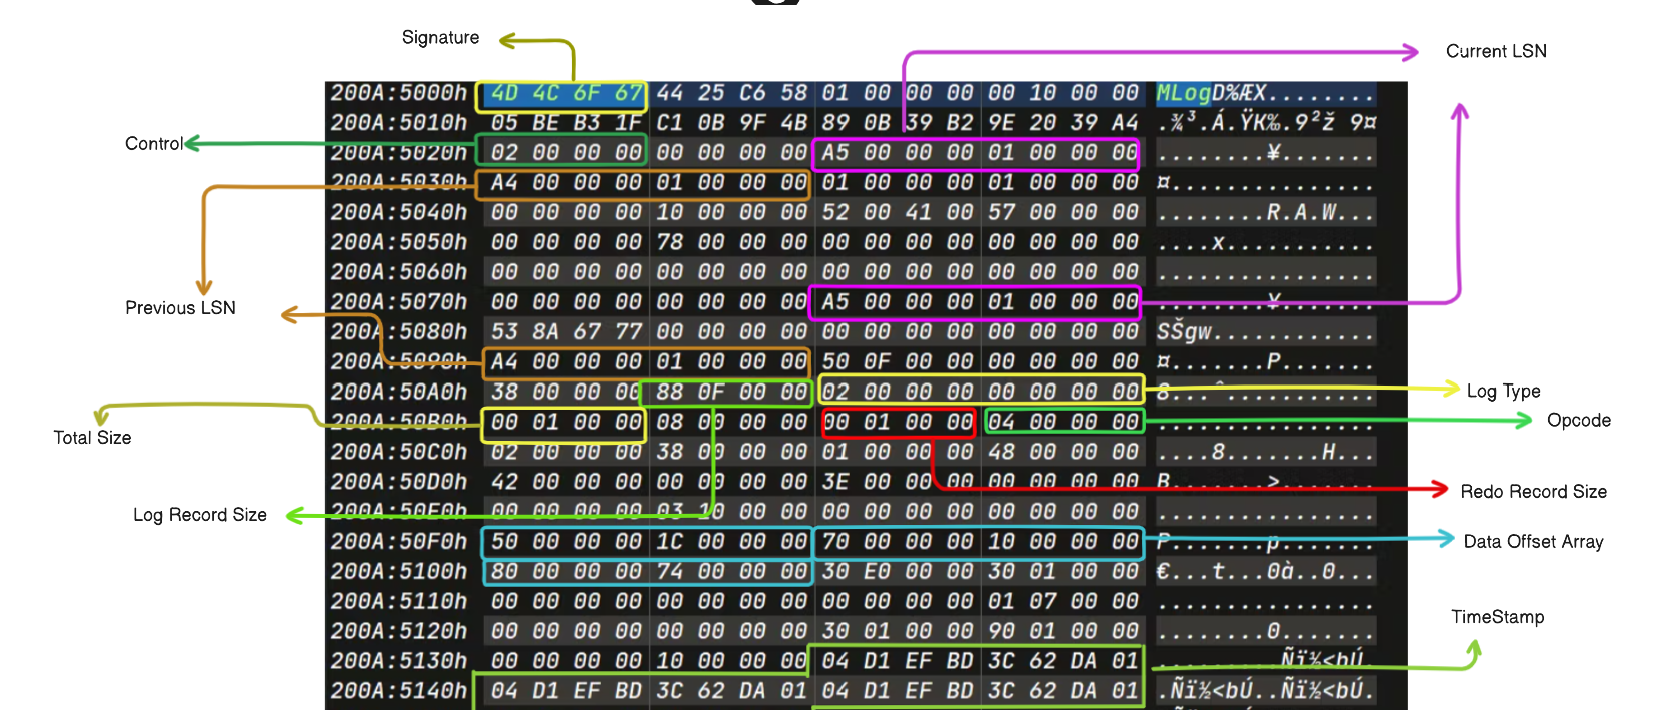 Signature
Current LSN
200A:5000h 4D 4C 6F 67 44 25 C6 58 01 00 00 00 00 10 00 00 MLogD%ÆX........
200A:5010h 05 BE B3 1F C1 0B 9F 4B 89 0B 39 B2 9E 20 39 A4 .¾³.Á.ŸK‰.9²ž 9¤
Control
200A:5020h 02 00 00 00 00 00 00 00 A5 00 00 00 01 00 00 00 ........¥.......
200A:5030h A4 00 00 00 01 00 00 00 01 00 00 00 01 00 00 00 ¤...............
200A:5040h 00 00 00 00 10 00 00 00 52 00 41 00 57 00 00 00 ........R.A.W...
200A:5050h 00 00 00 00 78 00 00 00 00 00 00 00 00 00 00 00 ....x...........
200A:5060h 00 00 00 00 00 00 00 00 00 00 00 00 00 00 00 00 ................
Previous LSN
200A:5070h 00 00 00 00 00 00 00 00 A5 00 00 00 01 00 00 00 ........¥.......
200A:5080h 53 8A 67 77 00 00 00 00 00 00 00 00 00 00 00 00 SŠgw............
200A:5090h A4 00 00 00 01 00 00 00 50 0F 00 00 00 00 00 00 ¤.......P.......
200A:50A0h 38 00 00 00 88 0F 00 00 02 00 00 00 00 00 00 00 8...ˆ...........
Log Type
200A:50B0h 00 01 00 00 08 00 00 00 00 01 00 00 04 00 00 00 ................
Opcode
Total Size
200A:50C0h 02 00 00 00 38 00 00 00 01 00 00 00 48 00 00 00 ....8.......H...
200A:50D0h 42 00 00 00 00 00 00 00 3E 00 00 00 00 00 00 00 B.......>.......
Redo Record Size
Log Record Size
200A:50E0h 00 00 00 00 03 10 00 00 00 00 00 00 00 00 00 00 ................
200A:50F0h 50 00 00 00 1C 00 00 00 70 00 00 00 10 00 00 00 P.......p.......
Data Offset Array
200A:5100h 80 00 00 00 74 00 00 00 30 E0 00 00 30 01 00 00 €...t...0à..0...
200A:5110h 00 00 00 00 00 00 00 00 00 00 00 00 01 07 00 00 ................
TimeStamp
200A:5120h 00 00 00 00 00 00 00 00 30 01 00 00 90 01 00 00 ........0.......
200A:5130h 00 00 00 00 10 00 00 00 04 D1 EF BD 3C 62 DA 01 .........Ñï½<bÚ.
200A:5140h 04 D1 EF BD 3C 62 DA 01 04 D1 EF BD 3C 62 DA 01 .Ñï½<bÚ..Ñï½<bÚ.